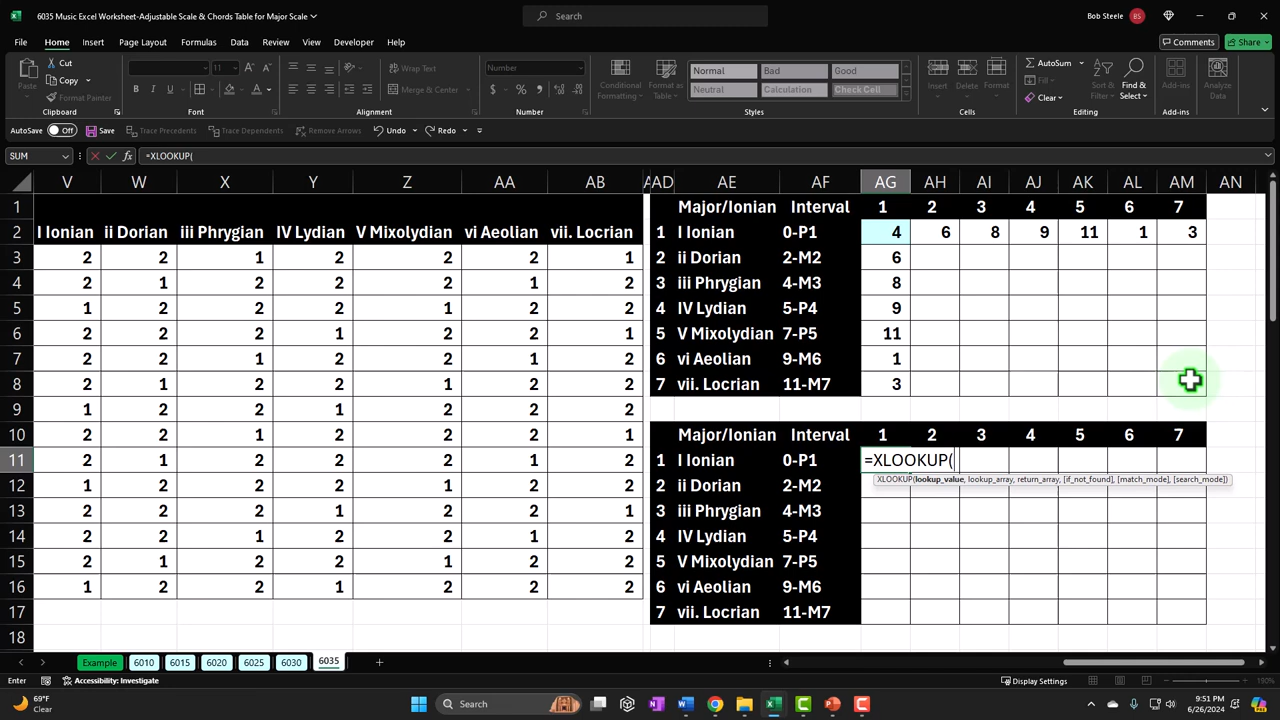 6035 Music Excel Worksheet-Adjustable Scale & Chords Table for Major Scale
Search
Bob Steele
BS
File Home Insert Page Layout Formulas Data Review View Developer Help
Comments
Share
Paste
Cut
Copy
Format Painter
Clipboard
11
B I U
Font
Wrap Text
Merge & Center
Alignment
Number
Number
Conditional Formatting
Format as Table
Normal Bad Good
Neutral Calculation Check Cell
Styles
Insert Delete Format
Cells
AutoSum
Fill
Clear
Sort & Filter
Find & Select
Editing
Add-ins
Add-ins
Analyze Data
AutoSave Off Save Trace Precedents Trace Dependents Remove Arrows Undo Redo
SUM fx =XLOOKUP(
V W X Y Z AA AB AD AE AF AG AH AI AJ AK AL AM AN
1 Major/Ionian Interval 1 2 3 4 5 6 7
2 I Ionian ii Dorian iii Phrygian IV Lydian V Mixolydian vi Aeolian vii. Locrian 1 I Ionian 0-P1 4 6 8 9 11 1 3
3 2 2 1 2 2 2 1 2 ii Dorian 2-M2 6
4 2 1 2 2 2 1 2 3 iii Phrygian 4-M3 8
5 1 2 2 2 1 2 2 4 IV Lydian 5-P4 9
6 2 2 2 1 2 2 1 5 V Mixolydian 7-P5 11
7 2 2 1 2 2 1 2 6 vi Aeolian 9-M6 1
8 2 1 2 2 1 2 2 7 vii. Locrian 11-M7 3
9 1 2 2 1 2 2 2
10 2 2 1 2 2 2 1 Major/Ionian Interval 1 2 3 4 5 6 7
11 2 1 2 2 2 1 2 1 I Ionian 0-P1 =XLOOKUP(
XLOOKUP(lookup_value, lookup_array, return_array, [if_not_found], [match_mode], [search_mode])
12 1 2 2 2 1 2 2 2 ii Dorian 2-M2
13 2 2 2 1 2 2 1 3 iii Phrygian 4-M3
14 2 2 1 2 2 1 2 4 IV Lydian 5-P4
15 2 1 2 2 1 2 2 5 V Mixolydian 7-P5
16 1 2 2 1 2 2 2 6 vi Aeolian 9-M6
17 7 vii. Locrian 11-M7
18
Example 6010 6015 6020 6025 6030 6035
Enter Accessibility: Investigate Display Settings 190%
69°F
Clear
Search
9:51 PM
6/26/2024